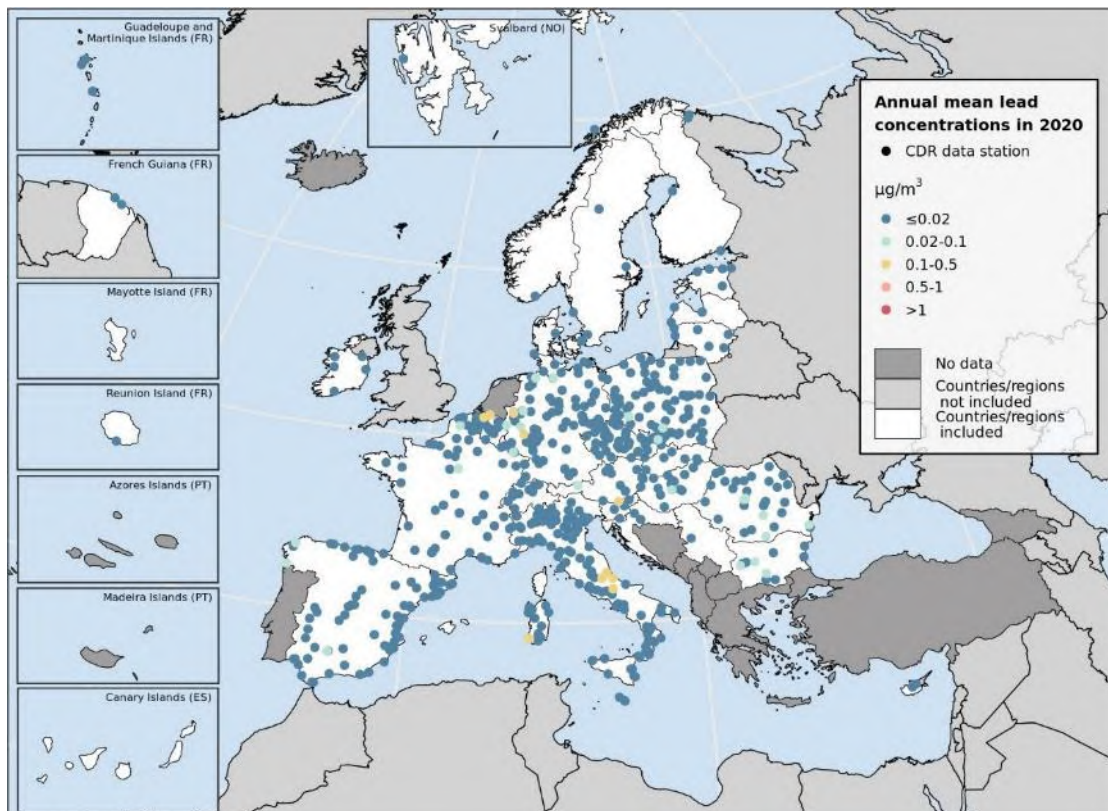 Guadeloupe and
Martinique Islands (FR)
Svalbard (NO)
French Guiana (FR)
Mayotte Island (FR)
Reunion Island (FR)
Azores Islands (PT)
Madeira Islands (PT)
Canary Islands (ES)
Annual mean lead
concentrations in 2020
CDR data station
µg/m³
≤0.02
0.02-0.1
0.1-0.5
0.5-1
>1
No data
Countries/regions
not included
Countries/regions
included